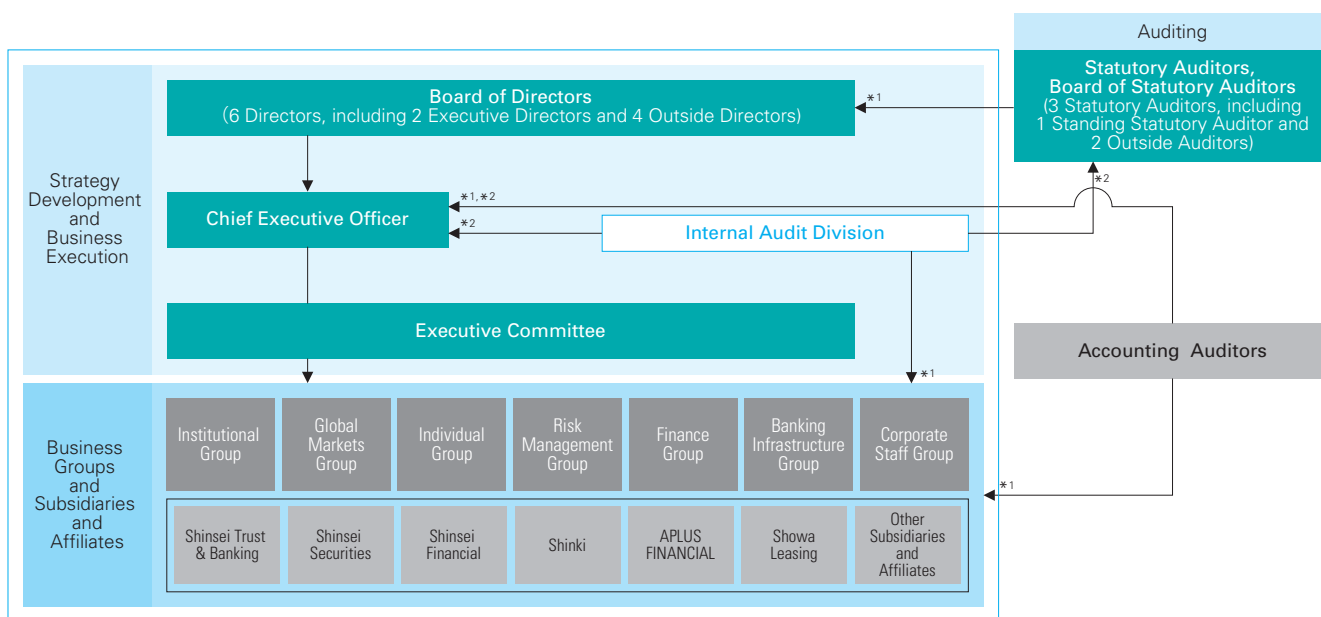 Auditing
Statutory Auditors,
Board of Statutory Auditors
(3 Statutory Auditors, including
1 Standing Statutory Auditor and
2 Outside Auditors)
*1
Board of Directors
(6 Directors, including 2 Executive Directors and 4 Outside Directors)
Strategy
Development
and
Business
Execution
*2
*1,*2
Chief Executive Officer
*2
Internal Audit Division
Executive Committee
Accounting Auditors
*1
Business
Groups
and
Subsidiaries
and
Affiliates
Institutional
Group
Global
Markets
Group
Individual
Group
Risk
Management
Group
Finance
Group
Banking
Infrastructure
Group
Corporate
Staff Group
*1
Shinsei Trust
& Banking
Shinsei
Securities
Shinsei
Financial
Shinki
APLUS
FINANCIAL
Showa
Leasing
Other
Subsidiaries
and
Affiliates